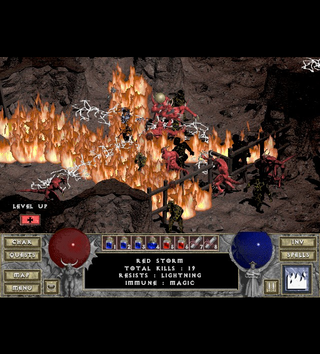 LEVEL UP
CHAR
QUESTS
MAP
MENU
INV
SPELLS
RED STORM
TOTAL KILLS : 19
RESISTS : LIGHTNING
IMMUNE : MAGIC